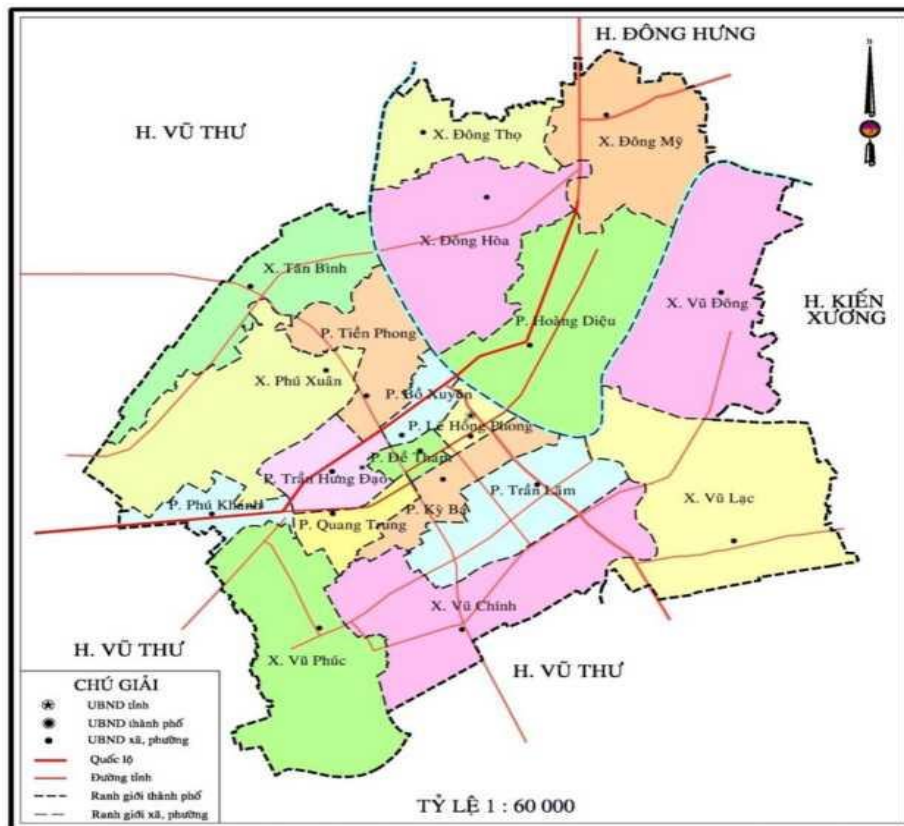 H. ĐÔNG HƯNG
H. VŨ THƯ
X. Đông Thọ
X. Đông Mỹ
X. Đông Hòa
X. Tân Bình
X. Vũ Đông
H. KIẾN
XƯƠNG
P. Tiền Phong
P. Hoàng Diệu
X. Phú Xuân
P. Bồ Xuyên
P. Lê Hồng Phong
P. Đề Thám
P. Trần Hưng Đạo
P. Trần Lãm
X. Vũ Lạc
P. Phú Khánh
P. Kỳ Bá
P. Quang Trung
X. Vũ Chính
H. VŨ THƯ
X. Vũ Phúc
H. VŨ THƯ
CHÚ GIẢI
UBND tỉnh
UBND thành phố
UBND xã, phường
Quốc lộ
Đường tỉnh
Ranh giới thành phố
Ranh giới xã, phường
TỶ LỆ 1 : 60 000